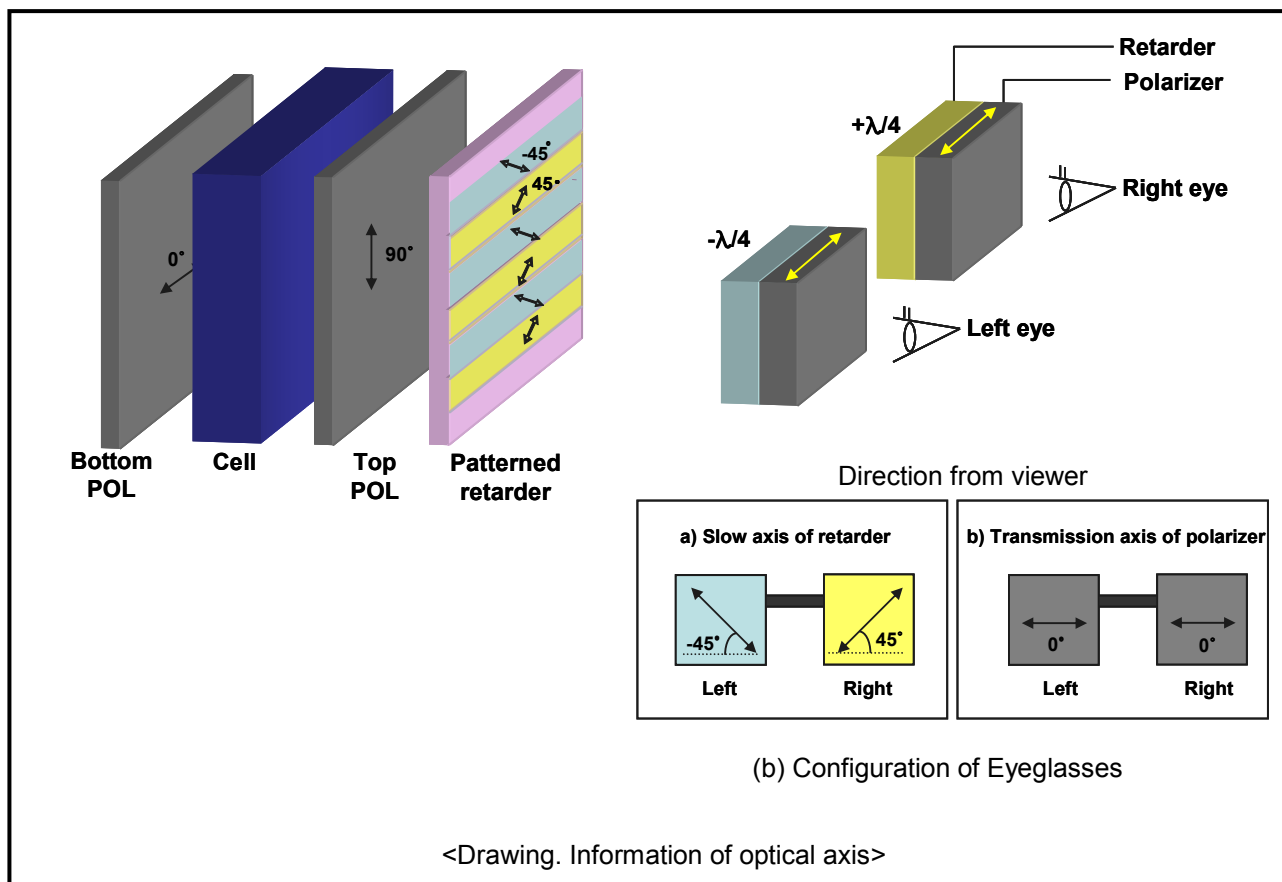 Retarder
Polarizer
+λ/4
Right eye
-λ/4
Left eye
-45°
45°
0°
90°
Bottom
POL
Cell
Top
POL
Patterned
retarder
Direction from viewer
a) Slow axis of retarder
-45°
45°
Left
Right
b) Transmission axis of polarizer
0°
0°
Left
Right
(b) Configuration of Eyeglasses
<Drawing. Information of optical axis>